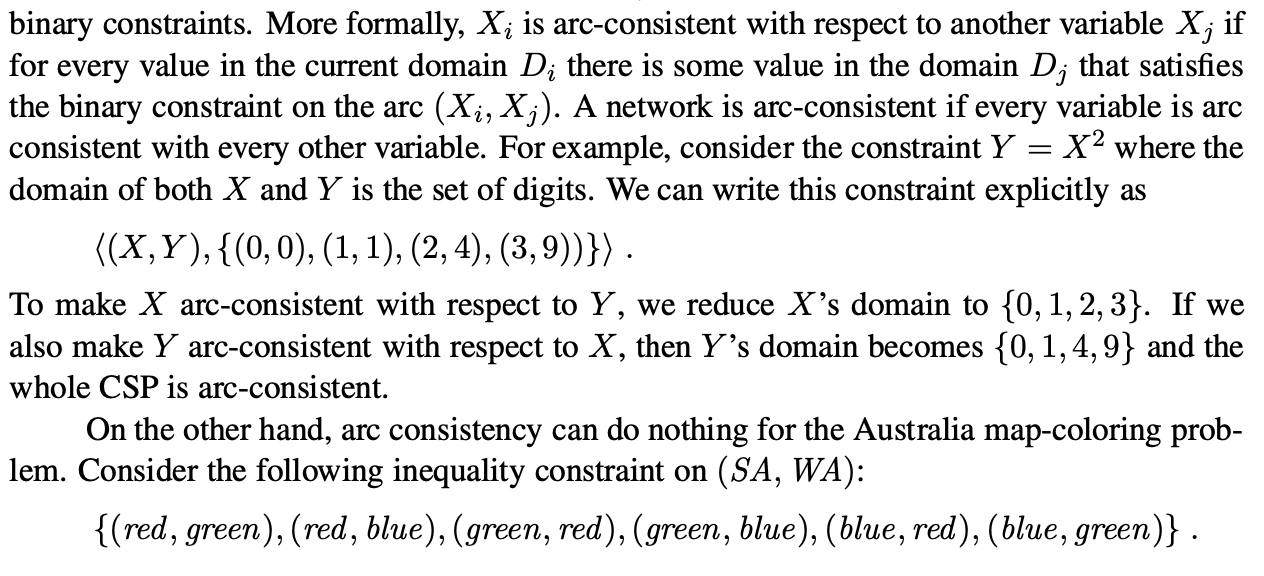 binary constraints. More formally, X_i is arc-consistent with respect to another variable X_j if
for every value in the current domain D_i there is some value in the domain D_j that satisfies
the binary constraint on the arc (X_i, X_j). A network is arc-consistent if every variable is arc
consistent with every other variable. For example, consider the constraint Y = X² where the
domain of both X and Y is the set of digits. We can write this constraint explicitly as
⟨(X, Y), {(0, 0), (1, 1), (2, 4), (3, 9))}⟩ .
To make X arc-consistent with respect to Y, we reduce X’s domain to {0, 1, 2, 3}. If we
also make Y arc-consistent with respect to X, then Y’s domain becomes {0, 1, 4, 9} and the
whole CSP is arc-consistent.
On the other hand, arc consistency can do nothing for the Australia map-coloring prob-
lem. Consider the following inequality constraint on (SA, WA):
{(red, green), (red, blue), (green, red), (green, blue), (blue, red), (blue, green)} .